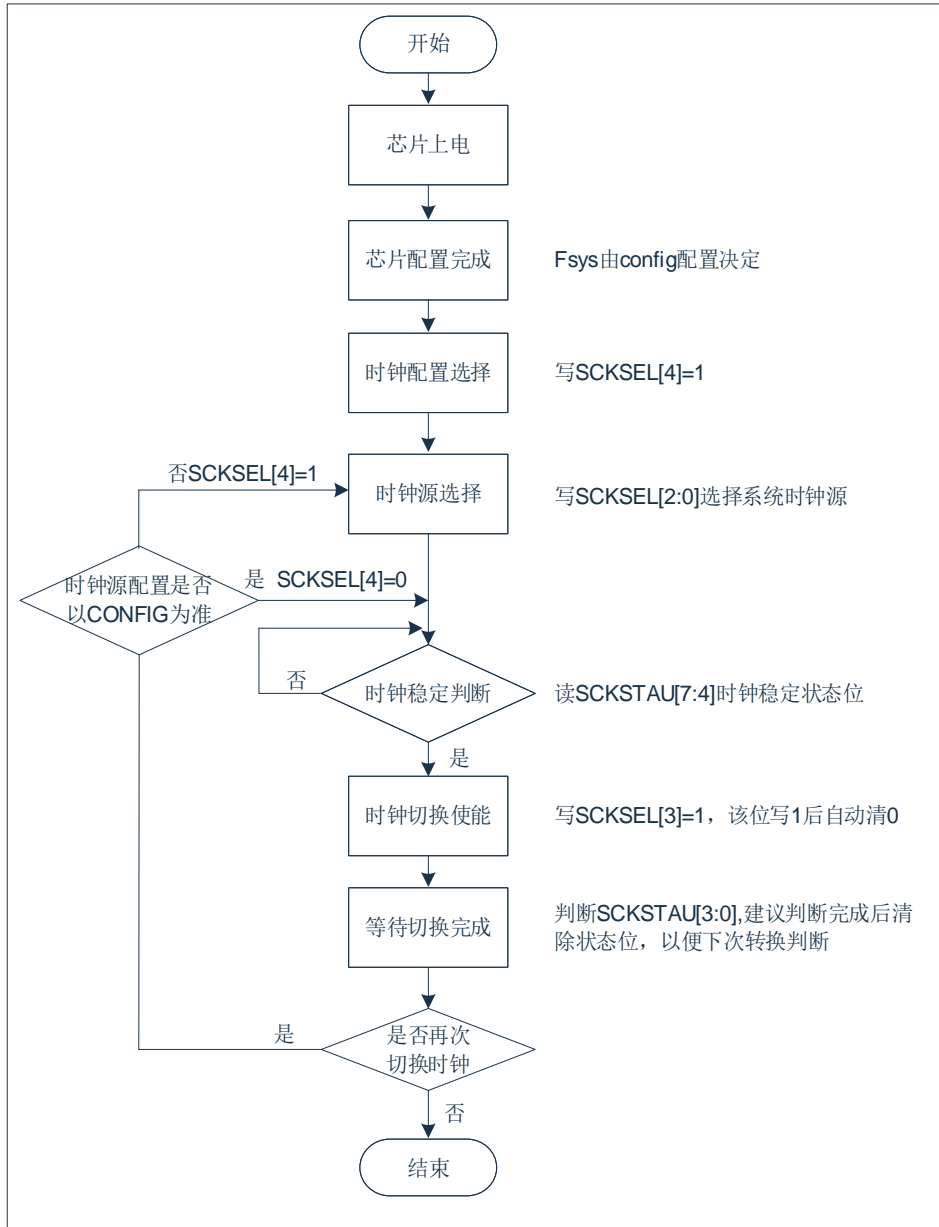 开始
芯片上电
芯片配置完成
Fsys由config配置决定
时钟配置选择
写SCKSEL[4]=1
否SCKSEL[4]=1
时钟源选择
写SCKSEL[2:0]选择系统时钟源
时钟源配置是否
以CONFIG为准
是 SCKSEL[4]=0
否
时钟稳定判断
读SCKSTAU[7:4]时钟稳定状态位
是
时钟切换使能
写SCKSEL[3]=1，该位写1后自动清0
等待切换完成
判断SCKSTAU[3:0],建议判断完成后清
除状态位，以便下次转换判断
是
是否再次
切换时钟
否
结束